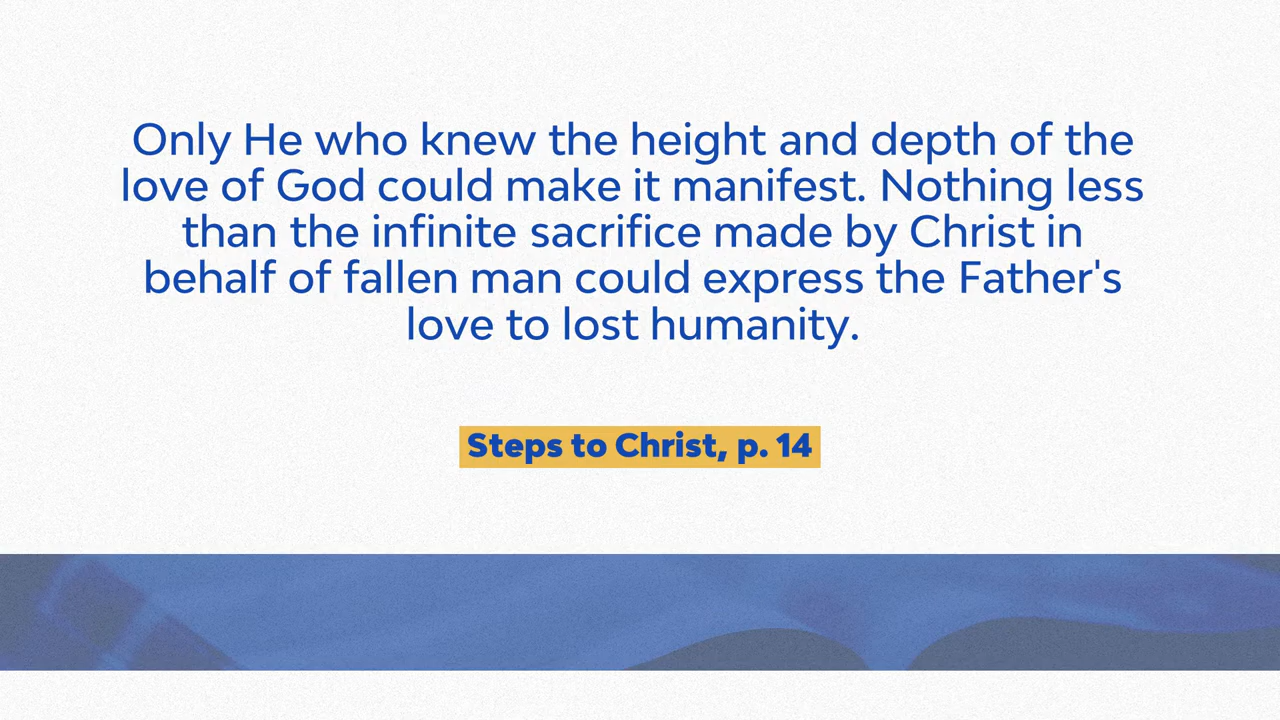 Only He who knew the height and depth of the
love of God could make it manifest. Nothing less
than the infinite sacrifice made by Christ in
behalf of fallen man could express the Father's
love to lost humanity.
Steps to Christ, p. 14